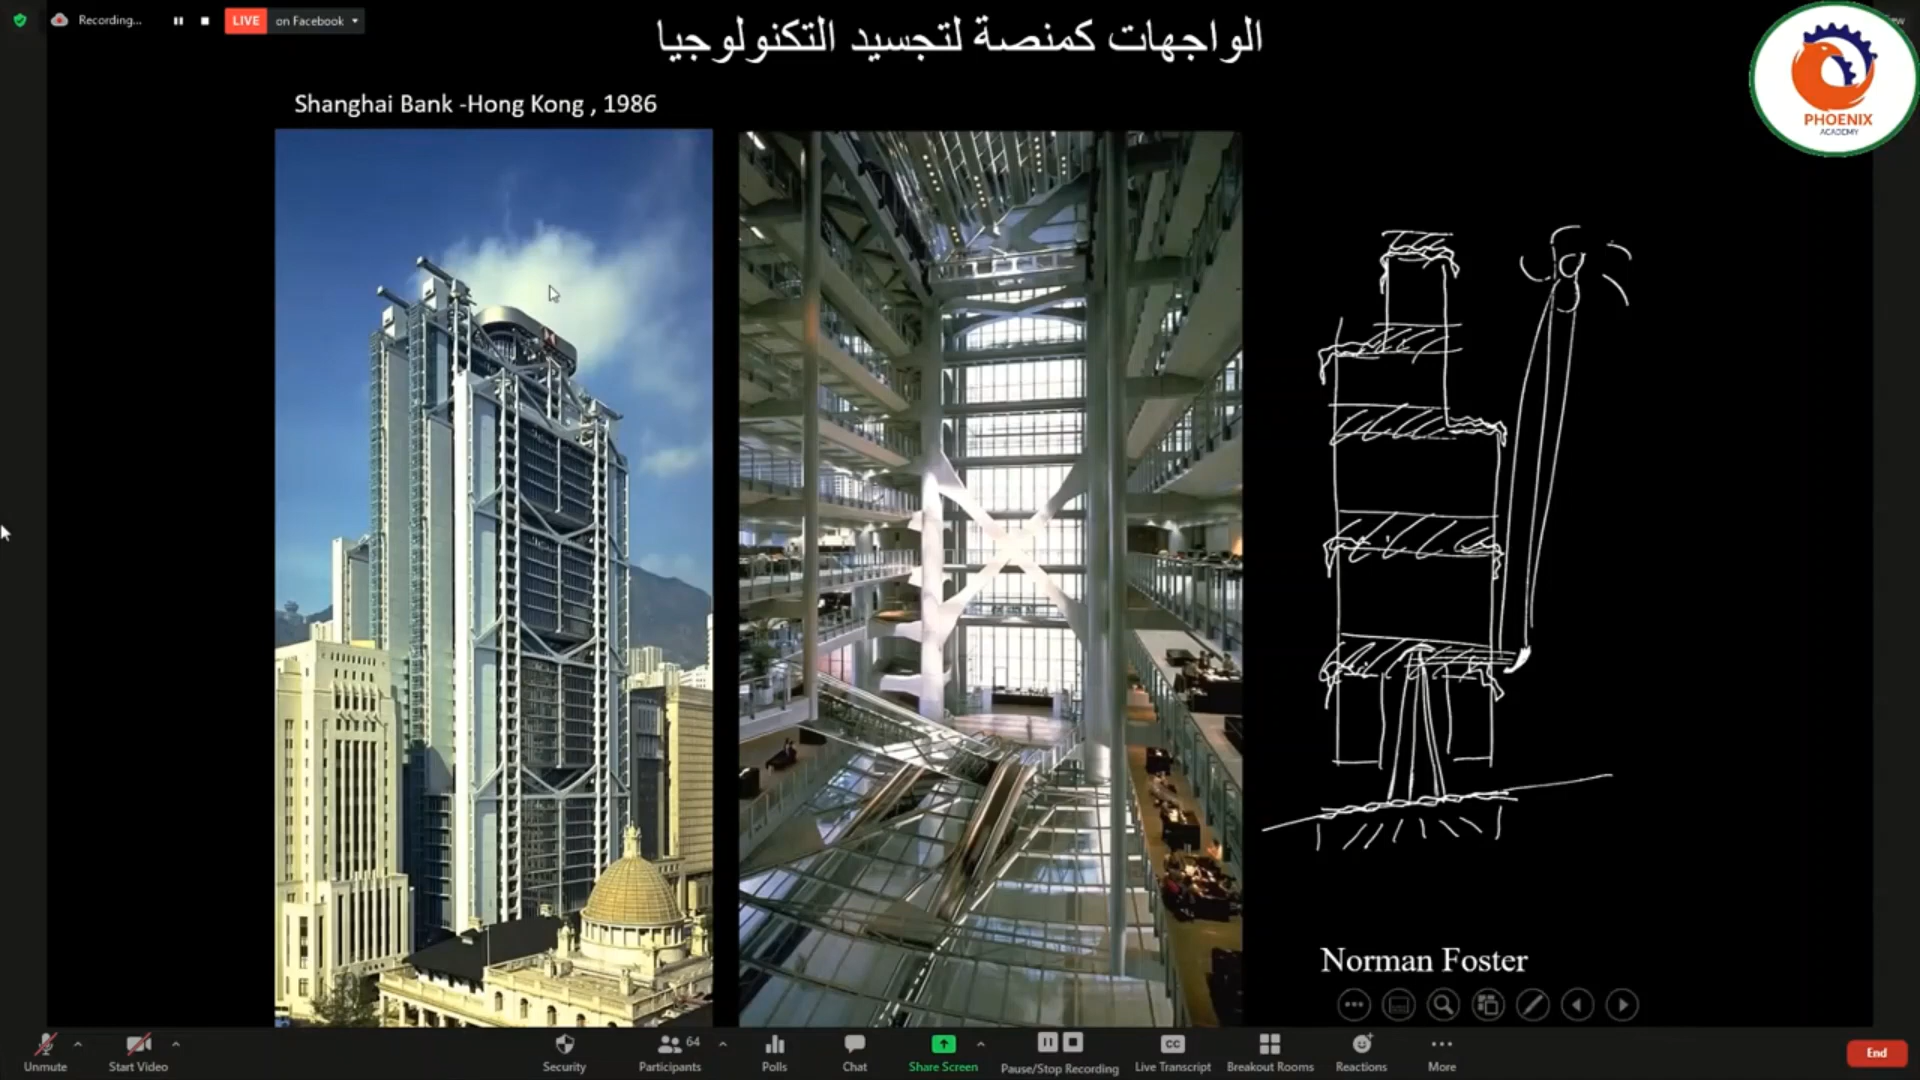 Recording...
LIVE on Facebook
الواجهات كمنصة لتجسيد التكنولوجيا
PHOENIX
ACADEMY
Shanghai Bank -Hong Kong , 1986
Norman Foster
Unmute
Start Video
Security
64
Participants
Polls
Chat
Share Screen
Pause/Stop Recording
CC
Live Transcript
Breakout Rooms
Reactions
More
End